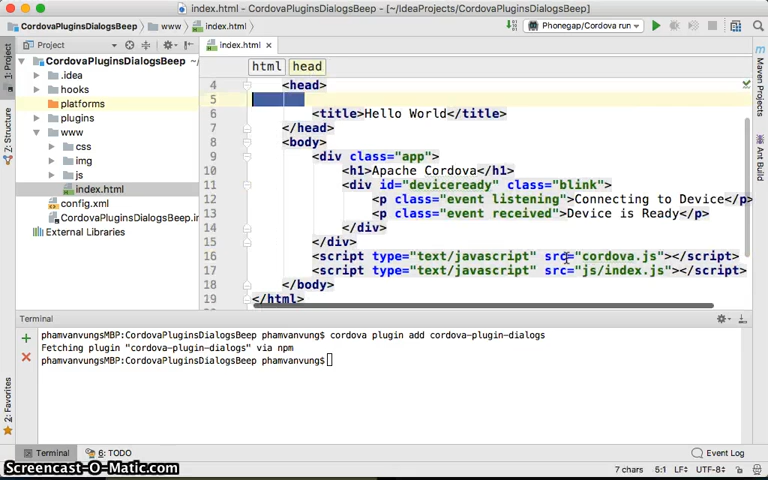 index.html - CordovaPluginsDialogsBeep - [~/IdeaProjects/CordovaPluginsDialogsBeep]
CordovaPluginsDialogsBeep www index.html Phonegap/Cordova run
Project index.html
html head
CordovaPluginsDialogsBeep
.idea
hooks
platforms
plugins
www
css
img
js
index.html
config.xml
CordovaPluginsDialogsBeep.i
External Libraries
4 <head>
5
6 <title>Hello World</title>
7 </head>
8 <body>
9 <div class="app">
10 <h1>Apache Cordova</h1>
11 <div id="deviceready" class="blink">
12 <p class="event listening">Connecting to Device</p>
13 <p class="event received">Device is Ready</p>
14 </div>
15 </div>
16 <script type="text/javascript" src="cordova.js"></script>
17 <script type="text/javascript" src="js/index.js"></script>
18 </body>
19 </html>
1: Project
7: Structure
2: Favorites
Maven Projects
Ant Build
Terminal
phamvanvungsMBP:CordovaPluginsDialogsBeep phamvanvung$ cordova plugin add cordova-plugin-dialogs
Fetching plugin "cordova-plugin-dialogs" via npm
phamvanvungsMBP:CordovaPluginsDialogsBeep phamvanvung$
Terminal 6: TODO Event Log
7 chars 5:1 LF÷ UTF-8÷
Screencast-O-Matic.com